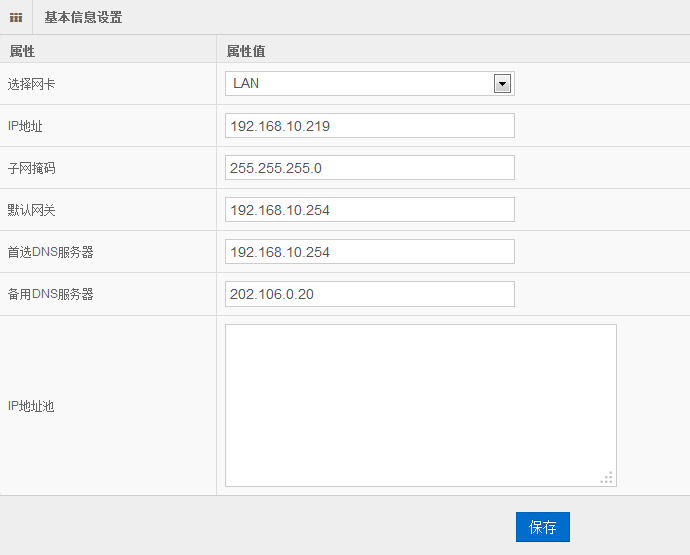 基本信息设置
属性 属性值
选择网卡 LAN
IP地址 192.168.10.219
子网掩码 255.255.255.0
默认网关 192.168.10.254
首选DNS服务器 192.168.10.254
备用DNS服务器 202.106.0.20
IP地址池
保存